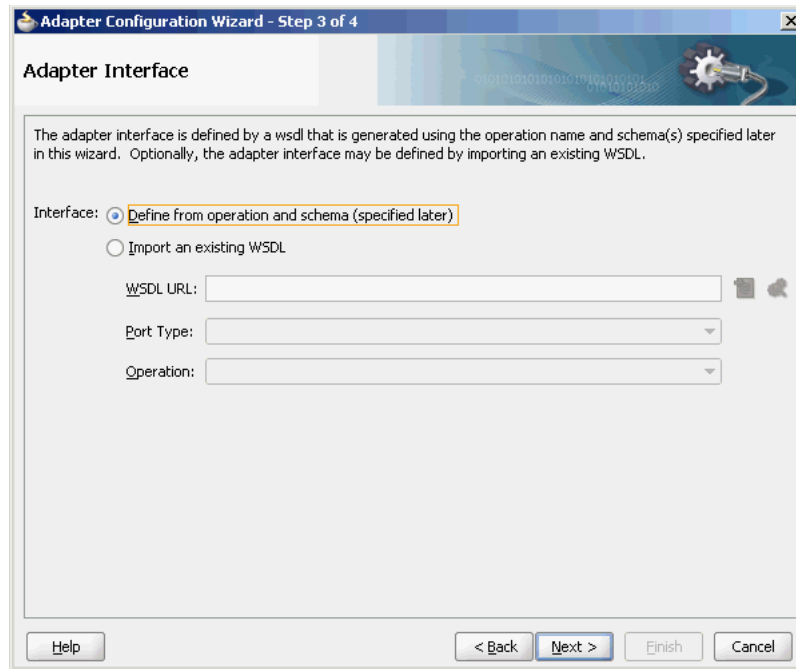 Adapter Configuration Wizard - Step 3 of 4
Adapter Interface
The adapter interface is defined by a wsdl that is generated using the operation name and schema(s) specified later
in this wizard. Optionally, the adapter interface may be defined by importing an existing WSDL.
Interface: Define from operation and schema (specified later)
Import an existing WSDL
WSDL URL:
Port Type:
Operation:
Help < Back Next > Finish Cancel